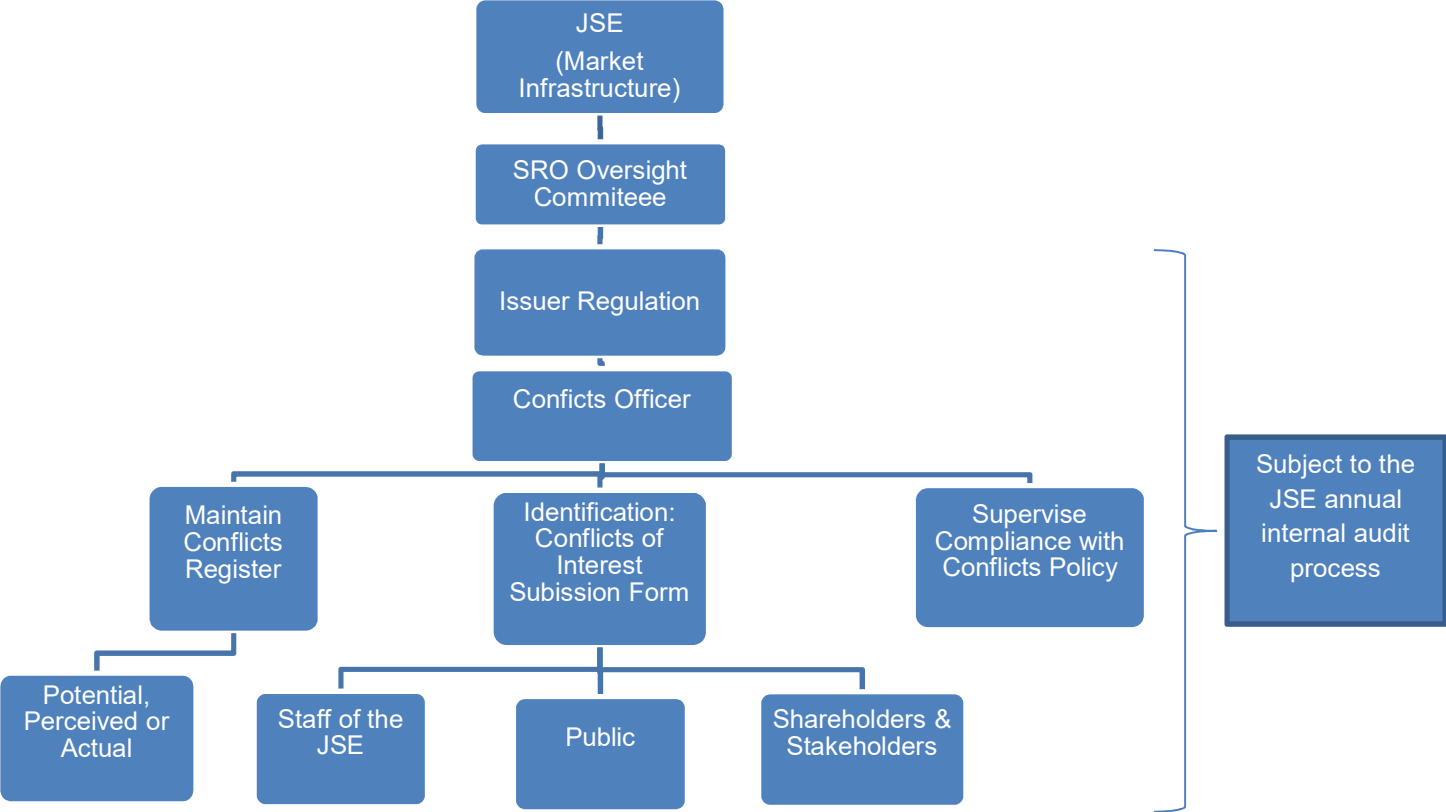 JSE
(Market
Infrastructure)
SRO Oversight
Commiteee
Issuer Regulation
Conficts Officer
Maintain
Conflicts
Register
Identification:
Conflicts of
Interest
Subission Form
Supervise
Compliance with
Conflicts Policy
Potential,
Perceived or
Actual
Staff of the
JSE
Public
Shareholders &
Stakeholders
Subject to the
JSE annual
internal audit
process